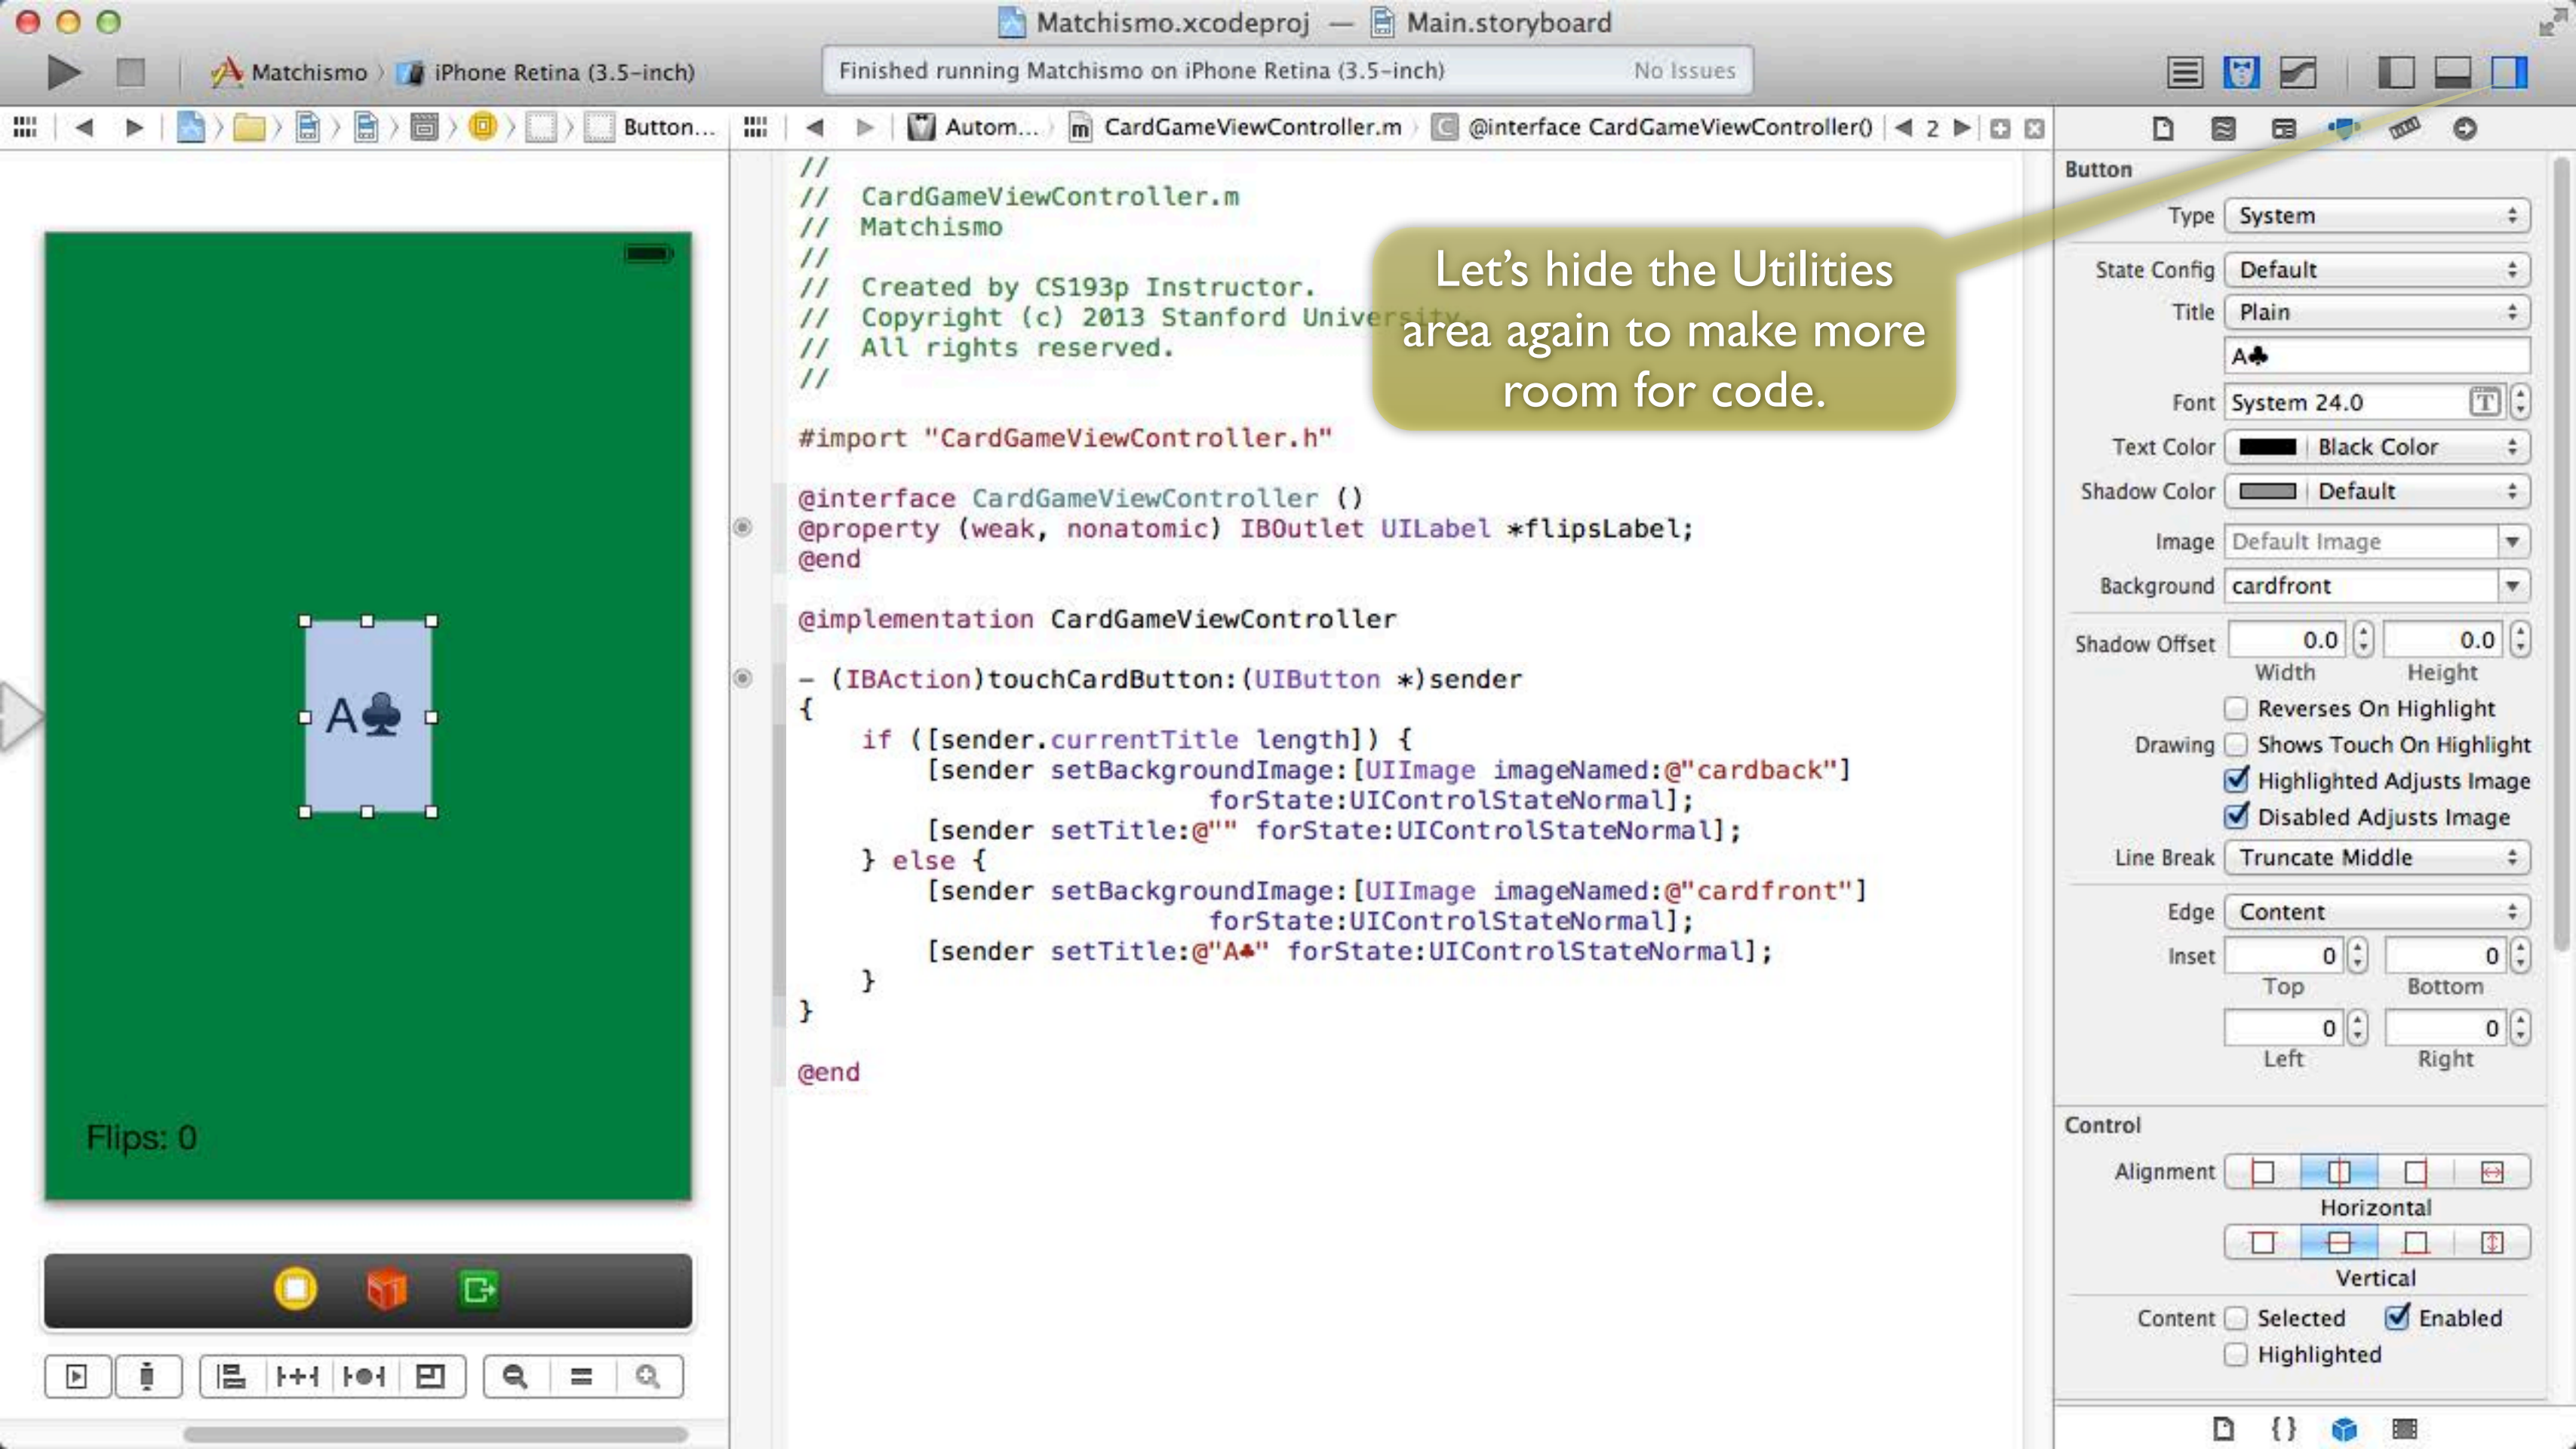 Matchismo.xcodeproj — Main.storyboard
Matchismo iPhone Retina (3.5-inch)
Finished running Matchismo on iPhone Retina (3.5-inch) No Issues
Button... Autom... CardGameViewController.m @interface CardGameViewController() 2
//
// CardGameViewController.m
// Matchismo
//
// Created by CS193p Instructor.
// Copyright (c) 2013 Stanford University.
// All rights reserved.
//
#import "CardGameViewController.h"
@interface CardGameViewController ()
@property (weak, nonatomic) IBOutlet UILabel *flipsLabel;
@end
@implementation CardGameViewController
- (IBAction)touchCardButton:(UIButton *)sender
{
if ([sender.currentTitle length]) {
[sender setBackgroundImage:[UIImage imageNamed:@"cardback"]
forState:UIControlStateNormal];
[sender setTitle:@"" forState:UIControlStateNormal];
} else {
[sender setBackgroundImage:[UIImage imageNamed:@"cardfront"]
forState:UIControlStateNormal];
[sender setTitle:@"A♣" forState:UIControlStateNormal];
}
}
@end
Let's hide the Utilities
area again to make more
room for code.
A♣
Flips: 0
Button
Type System
State Config Default
Title Plain
A♣
Font System 24.0
Text Color Black Color
Shadow Color Default
Image Default Image
Background cardfront
Shadow Offset 0.0 0.0
Width Height
Reverses On Highlight
Drawing Shows Touch On Highlight
Highlighted Adjusts Image
Disabled Adjusts Image
Line Break Truncate Middle
Edge Content
Inset 0 0
Top Bottom
0 0
Left Right
Control
Alignment
Horizontal
Vertical
Content Selected Enabled
Highlighted